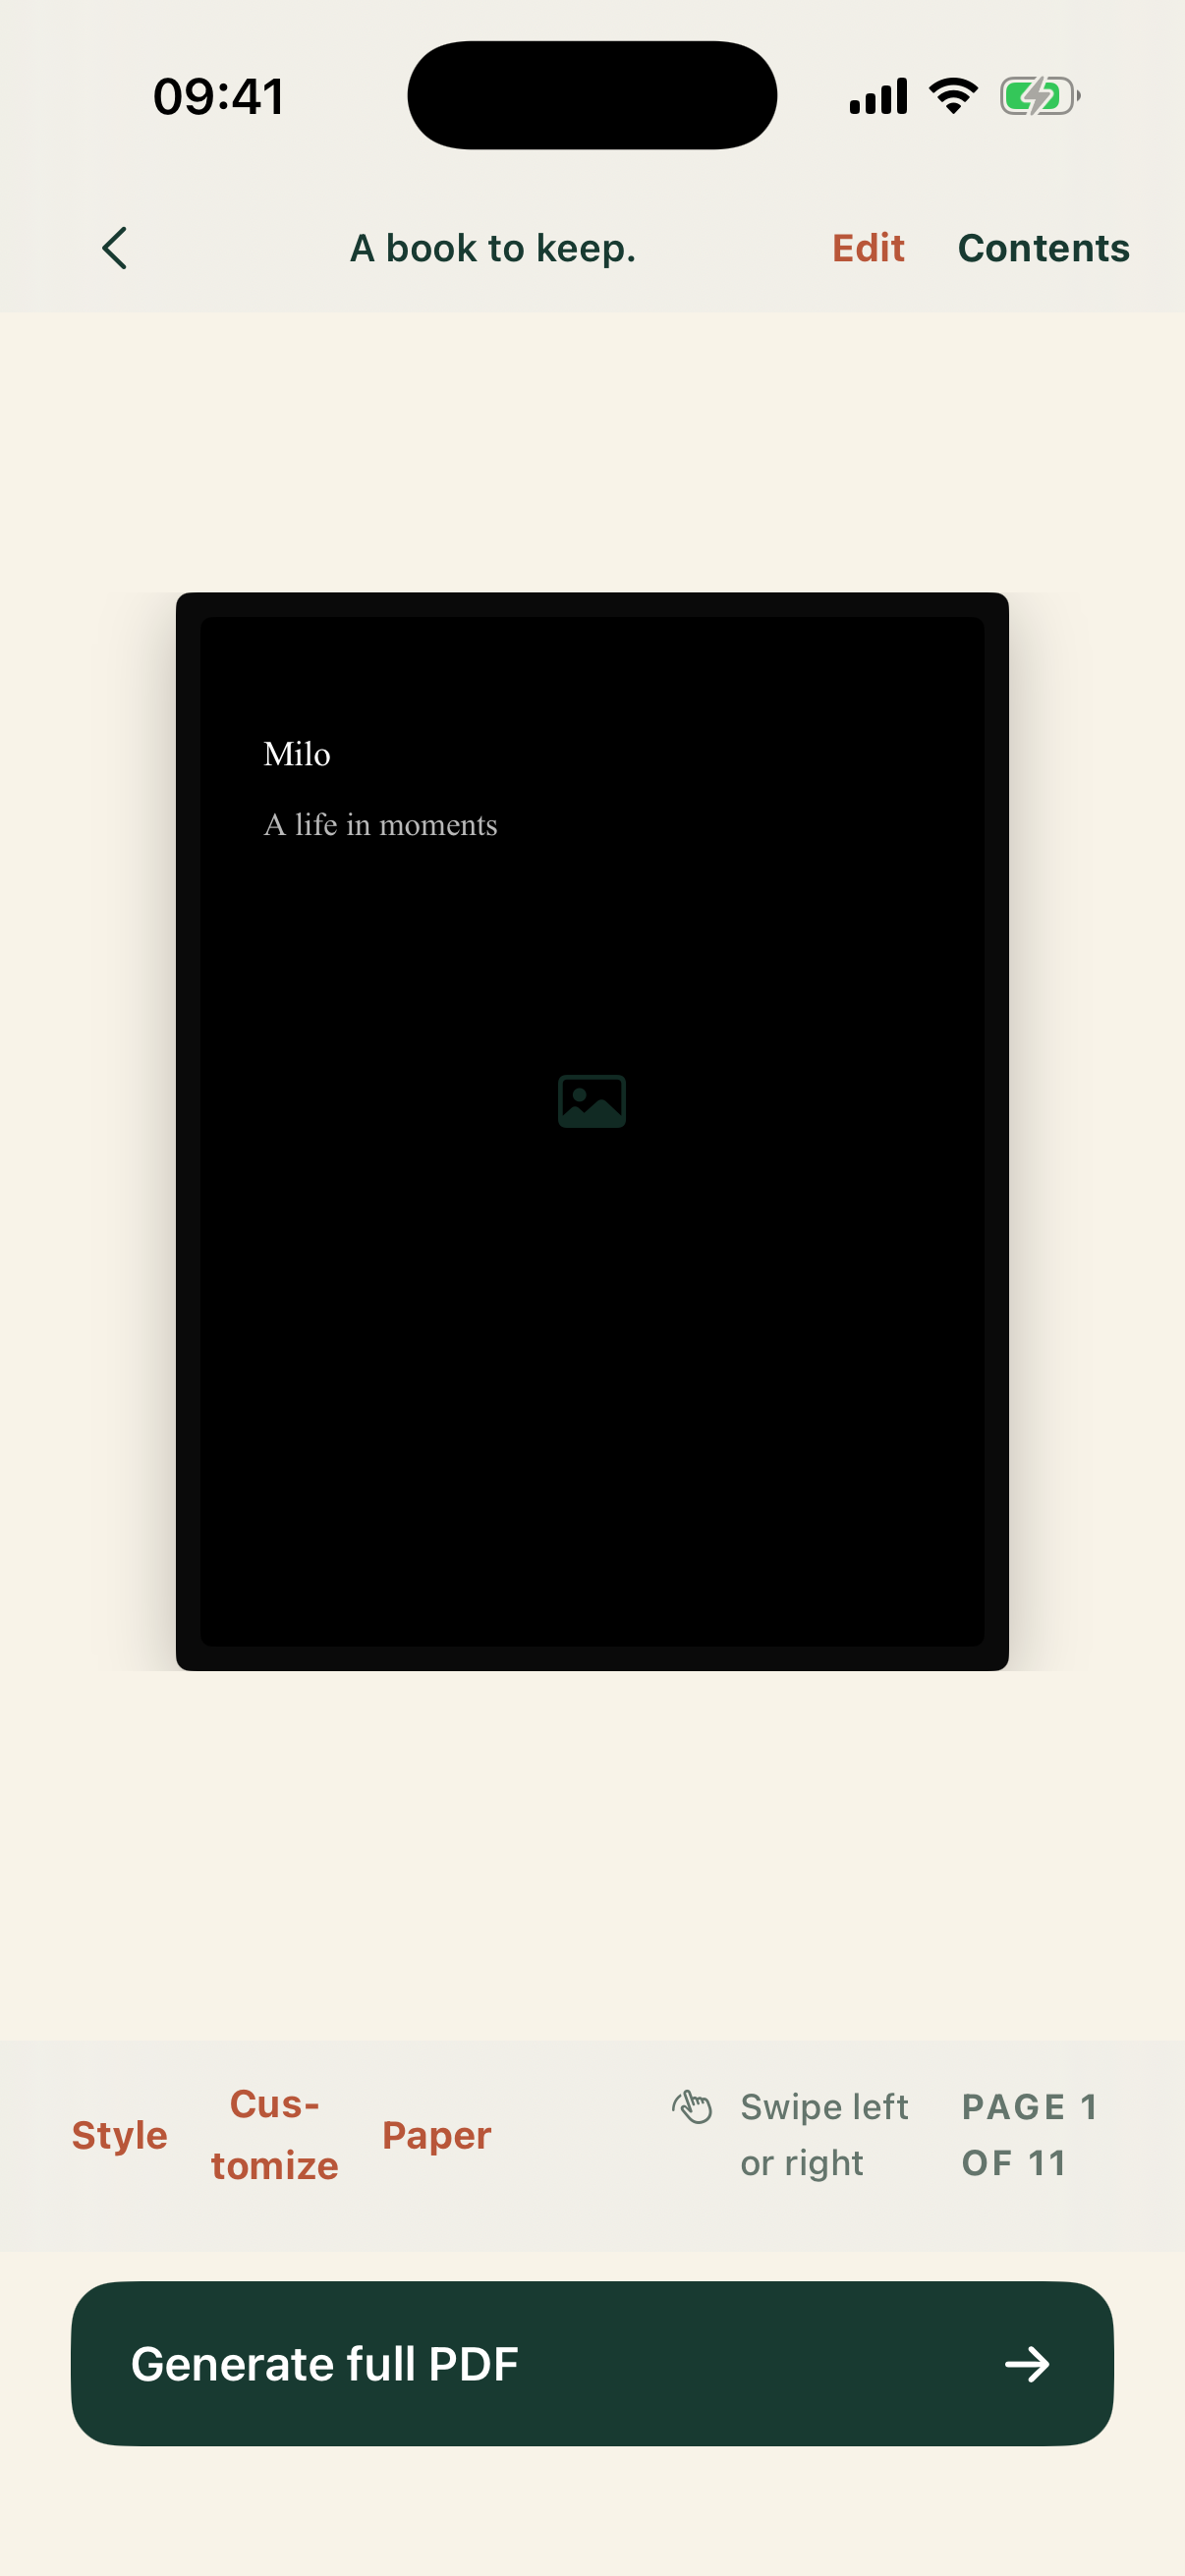 09:41
A book to keep.
Edit
Contents
Milo
A life in moments
Style
Cus-
tomize
Paper
Swipe left
or right
PAGE 1
OF 11
Generate full PDF